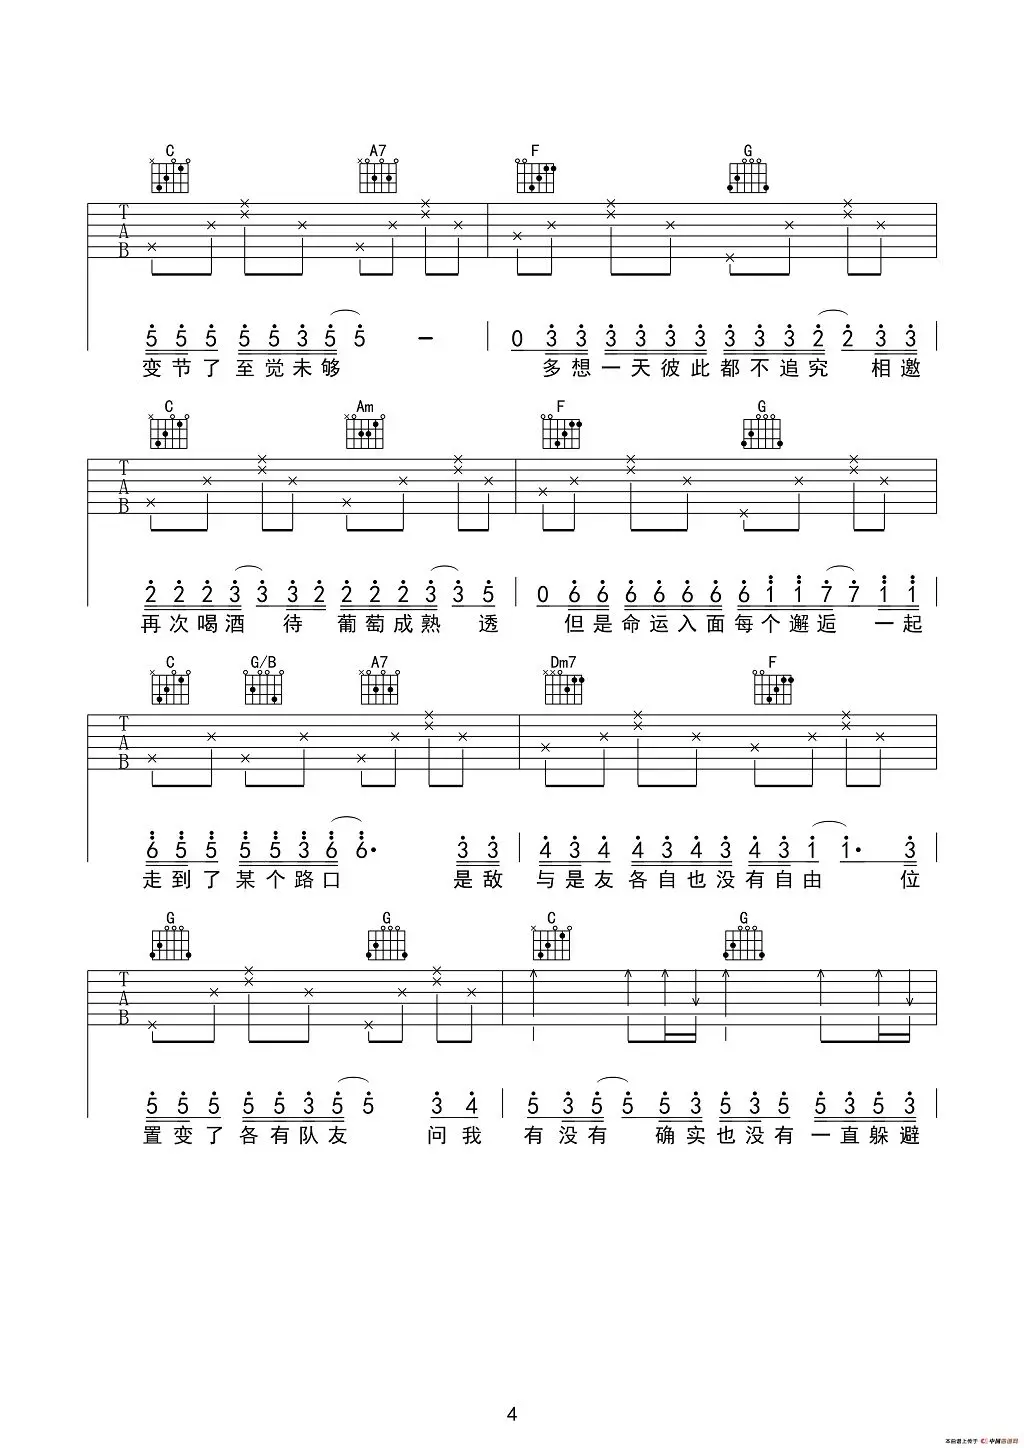 C A7 F G
T
A
B
5 5 5 5 5 3 5 5 - 0 3 3 3 3 3 3 3 3 3 2 2 3 3
变节了至觉未够 多想一天彼此都不追究 相邀
C Am F G
T
A
B
2 2 2 3 3 3 2 2 2 2 3 3 5 0 6 6 6 6 6 6 6 1 1 7 7 1 1
再次喝酒 待 葡萄成熟 透 但是命运入面每个邂逅 一起
C G/B A7 Dm7 F
T
A
B
6 5 5 5 5 3 6 6· 3 3 4 3 4 4 3 4 3 4 3 1 1· 3
走到了某个路口 是敌 与是友各自也没有自由 位
G G C G
T
A
B
5 5 5 5 5 3 5 5 3 4 5 3 5 5 5 3 5 3 5 5 3 5 3
置变了各有队友 问我 有没有 确实也没有一直躲避
4
本曲谱上传于 中国曲谱网